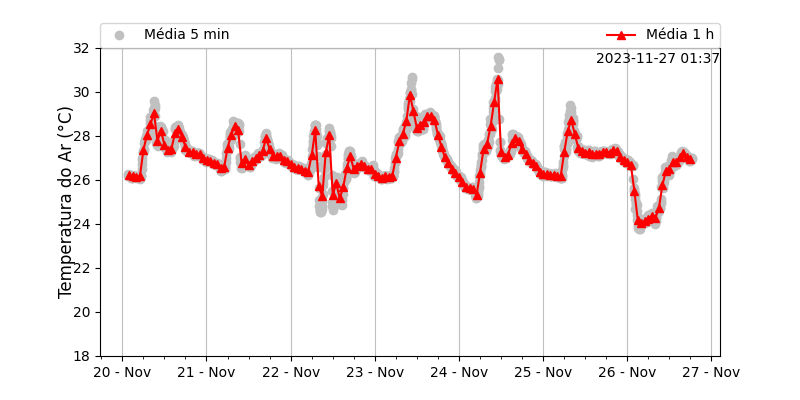 Média 5 min
Média 1 h
2023-11-27 01:37
Temperatura do Ar (°C)
32
30
28
26
24
22
20
18
20 - Nov
21 - Nov
22 - Nov
23 - Nov
24 - Nov
25 - Nov
26 - Nov
27 - Nov